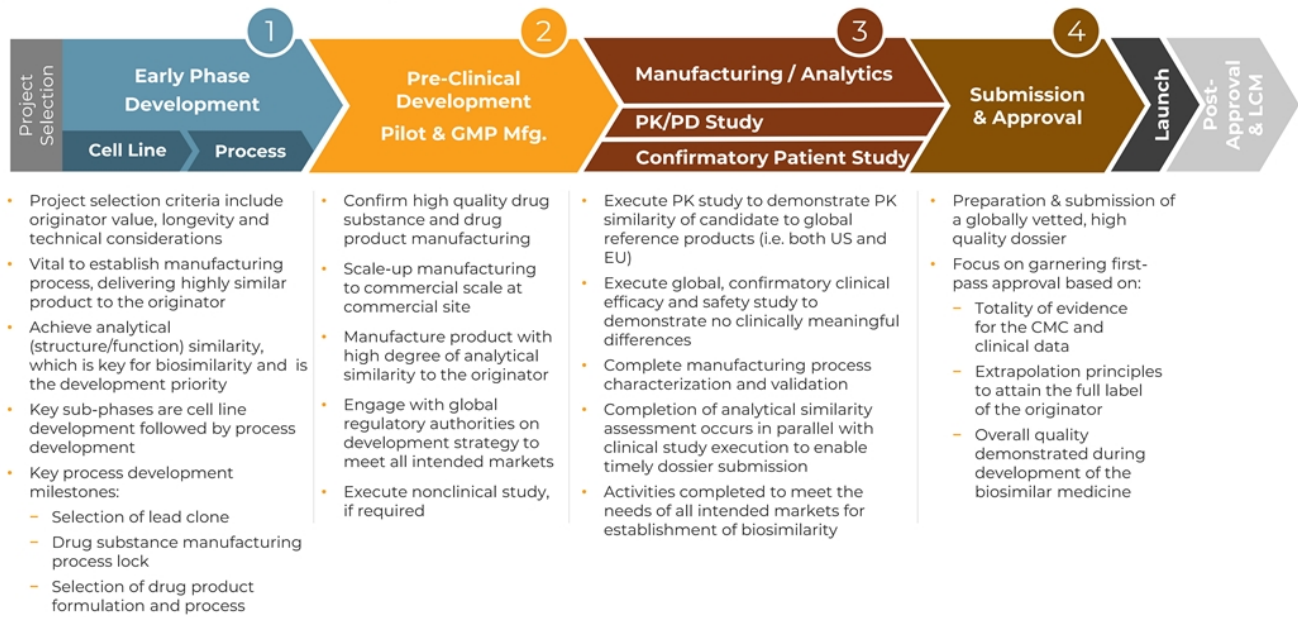 Project
Selection
1
Early Phase
Development
Cell Line
Process
2
Pre-Clinical
Development
Pilot & GMP Mfg.
3
Manufacturing / Analytics
PK/PD Study
Confirmatory Patient Study
4
Submission
& Approval
Launch
Post-
Approval
& LCM
• Project selection criteria include
originator value, longevity and
technical considerations
• Vital to establish manufacturing
process, delivering highly similar
product to the originator
• Achieve analytical
(structure/function) similarity,
which is key for biosimilarity and is
the development priority
• Key sub-phases are cell line
development followed by process
development
• Key process development
milestones:
– Selection of lead clone
– Drug substance manufacturing
process lock
– Selection of drug product
formulation and process
• Confirm high quality drug
substance and drug
product manufacturing
• Scale-up manufacturing
to commercial scale at
commercial site
• Manufacture product with
high degree of analytical
similarity to the originator
• Engage with global
regulatory authorities on
development strategy to
meet all intended markets
• Execute nonclinical study,
if required
• Execute PK study to demonstrate PK
similarity of candidate to global
reference products (i.e. both US and
EU)
• Execute global, confirmatory clinical
efficacy and safety study to
demonstrate no clinically meaningful
differences
• Complete manufacturing process
characterization and validation
• Completion of analytical similarity
assessment occurs in parallel with
clinical study execution to enable
timely dossier submission
• Activities completed to meet the
needs of all intended markets for
establishment of biosimilarity
• Preparation & submission of
a globally vetted, high
quality dossier
• Focus on garnering first-
pass approval based on:
– Totality of evidence
for the CMC and
clinical data
– Extrapolation principles
to attain the full label
of the originator
– Overall quality
demonstrated during
development of the
biosimilar medicine